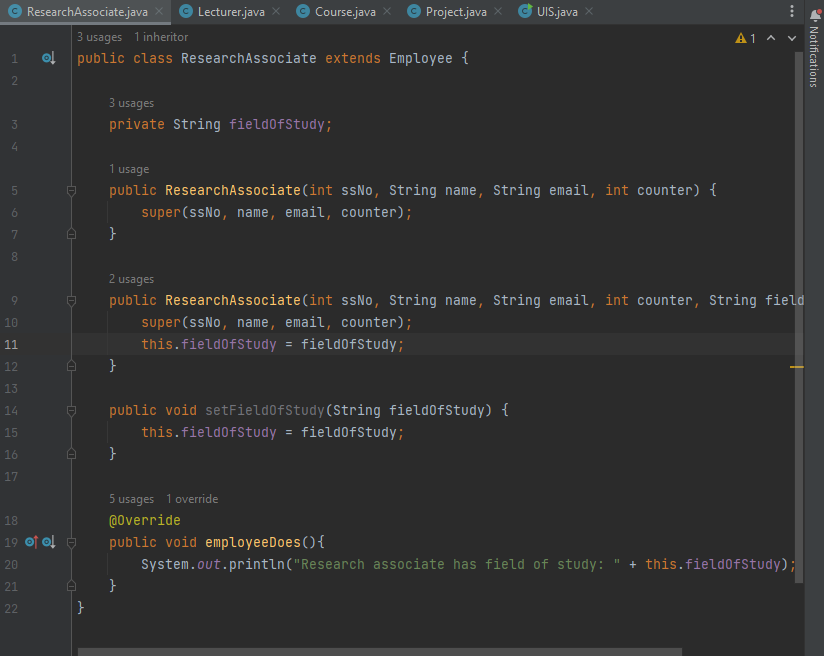 ResearchAssociate.java Lecturer.java Course.java Project.java UIS.java
Notifications
3 usages 1 inheritor 1
1 public class ResearchAssociate extends Employee {
2
3 usages
3 private String fieldOfStudy;
4
1 usage
5 public ResearchAssociate(int ssNo, String name, String email, int counter) {
6 super(ssNo, name, email, counter);
7 }
8
2 usages
9 public ResearchAssociate(int ssNo, String name, String email, int counter, String field
10 super(ssNo, name, email, counter);
11 this.fieldOfStudy = fieldOfStudy;
12 }
13
14 public void setFieldOfStudy(String fieldOfStudy) {
15 this.fieldOfStudy = fieldOfStudy;
16 }
17
5 usages 1 override
18 @Override
19 public void employeeDoes(){
20 System.out.println("Research associate has field of study: " + this.fieldOfStudy);
21 }
22 }